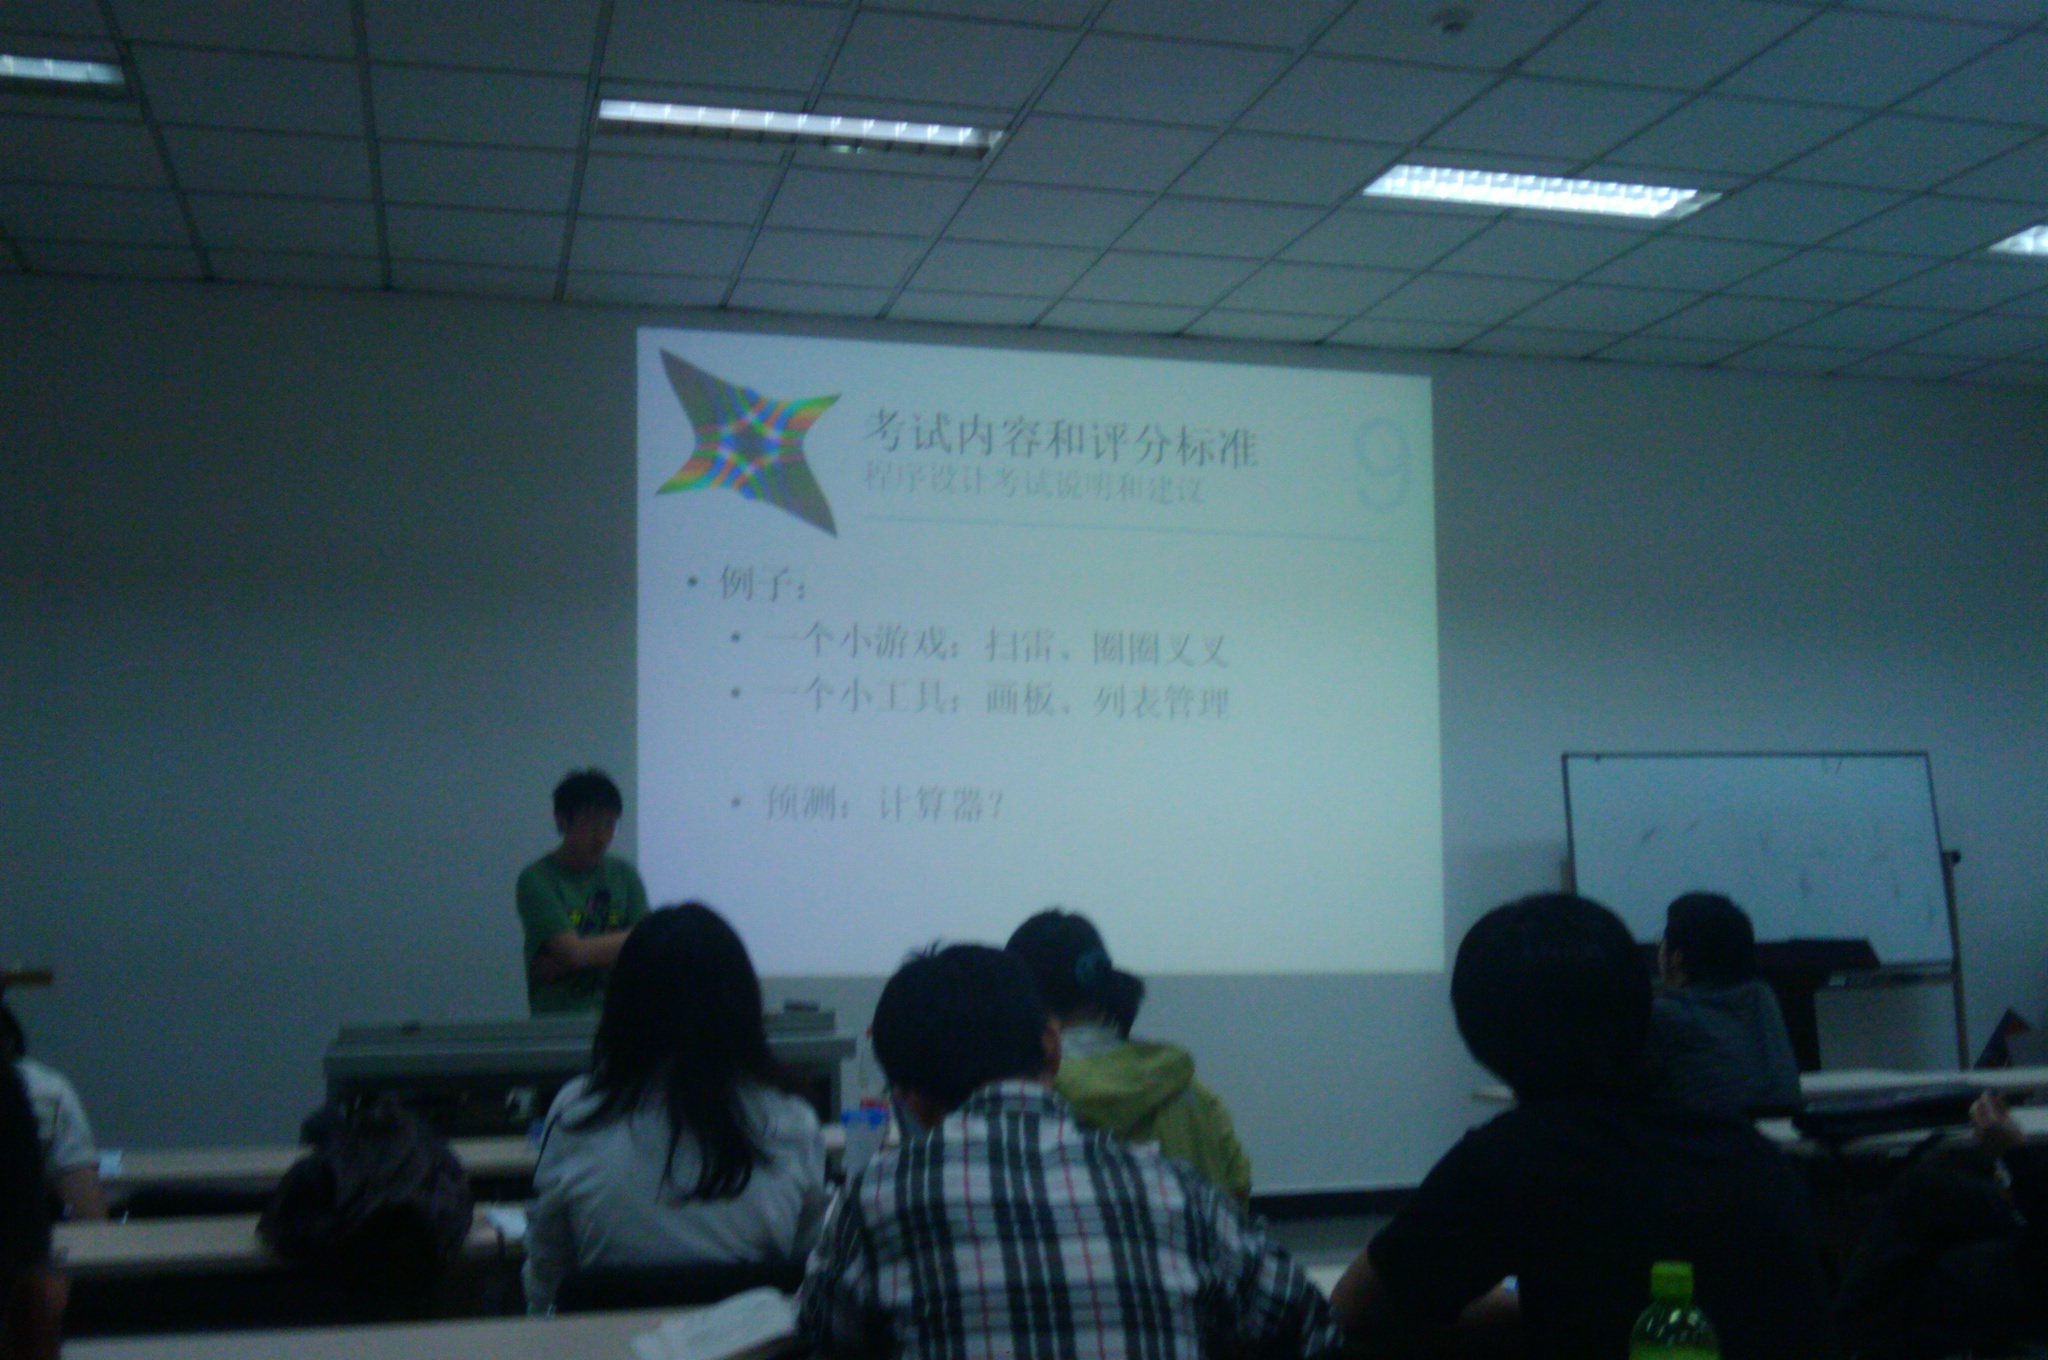 考试内容和评分标准
程序设计考试说明和建议
9
• 例子：
• 一个小游戏：扫雷、圈圈叉叉
• 一个小工具：画板、列表管理
• 预测：计算器？